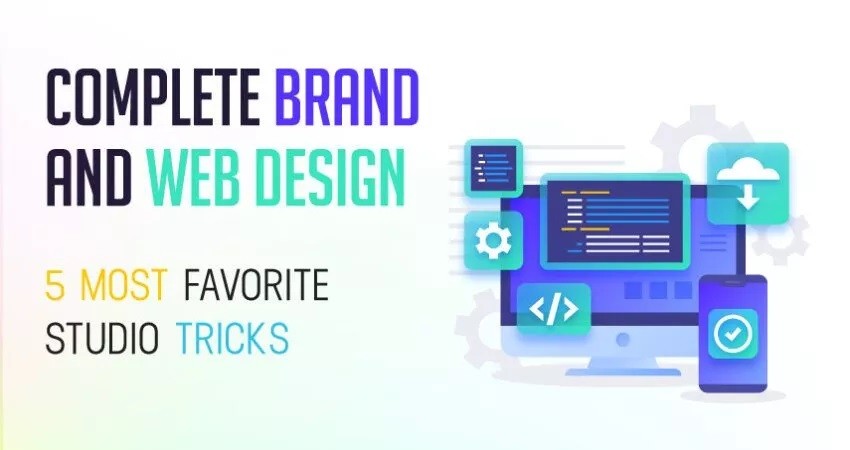 COMPLETE BRAND
AND WEB DESIGN
5 MOST FAVORITE
STUDIO TRICKS
</>